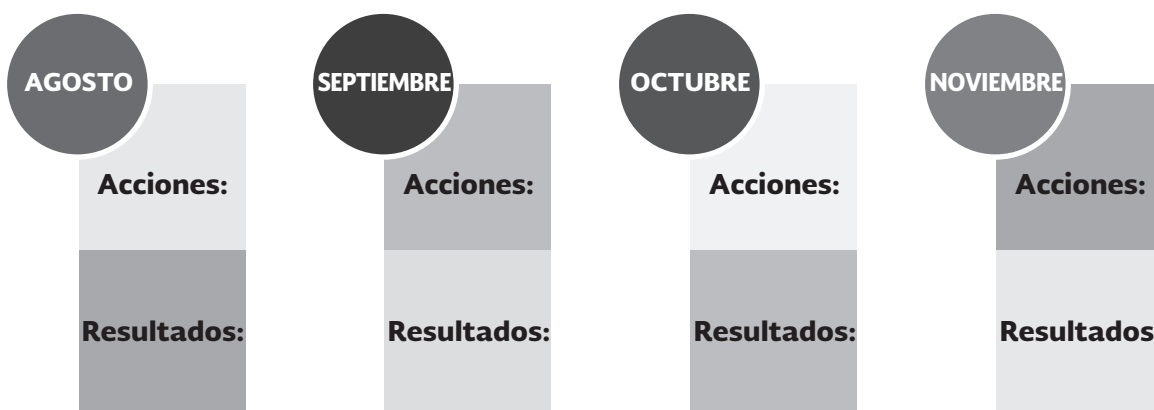 AGOSTO
Acciones:
Resultados:
SEPTIEMBRE
Acciones:
Resultados:
OCTUBRE
Acciones:
Resultados:
NOVIEMBRE
Acciones:
Resultados